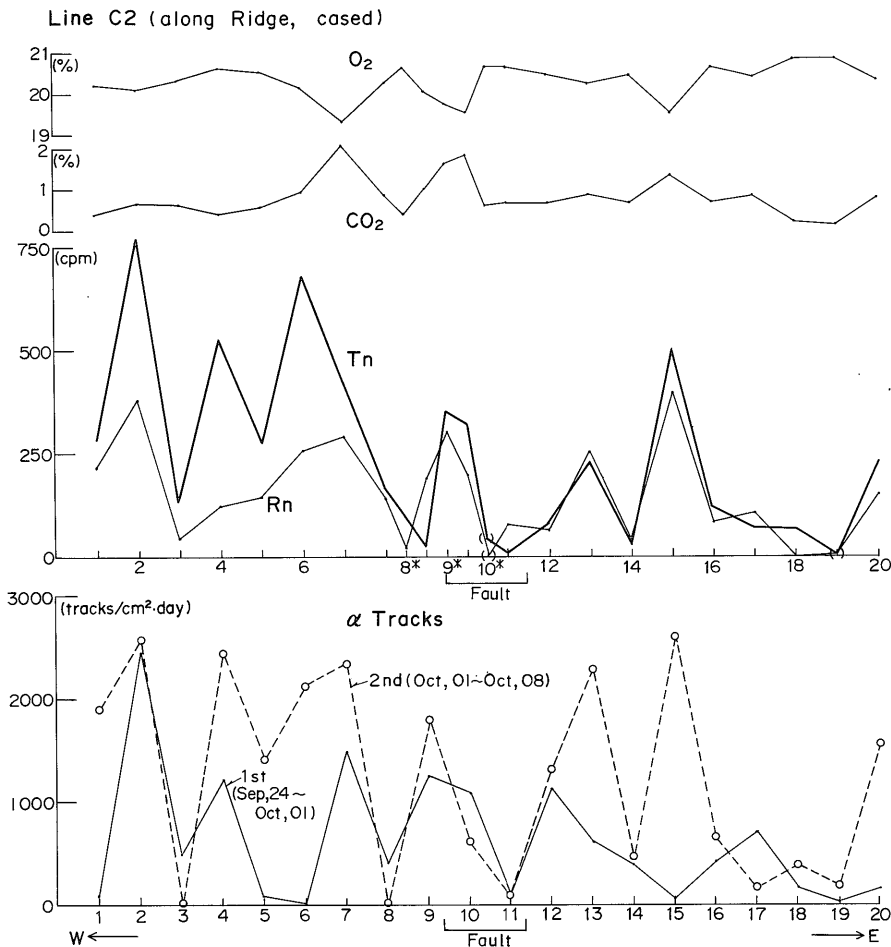 Line C2 (along Ridge, cased)
21
(%)
O₂
20
19
2
(%)
1
CO₂
0
750
(cpm)
500
Tn
250
Rn
0
2 4 6 8* 9* 10* 12 14 16 18 20
Fault
3000
(tracks/cm²·day)
α Tracks
2nd (Oct, 01~Oct, 08)
2000
1st
(Sep, 24~
Oct, 01)
1000
0
1 2 3 4 5 6 7 8 9 10 11 12 13 14 15 16 17 18 19 20
W Fault E